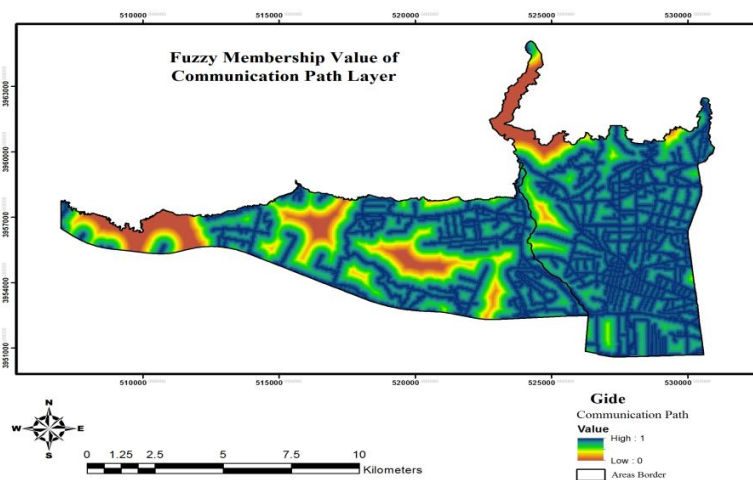 510000 515000 520000 525000 530000
Fuzzy Membership Value of
Communication Path Layer
3963000
3960000
3957000
3954000
3951000
510000 515000 520000 525000 530000
N
W E
S
0 1.25 2.5 5 7.5 10
Kilometers
Gide
Communication Path
Value
High : 1
Low : 0
Areas Border